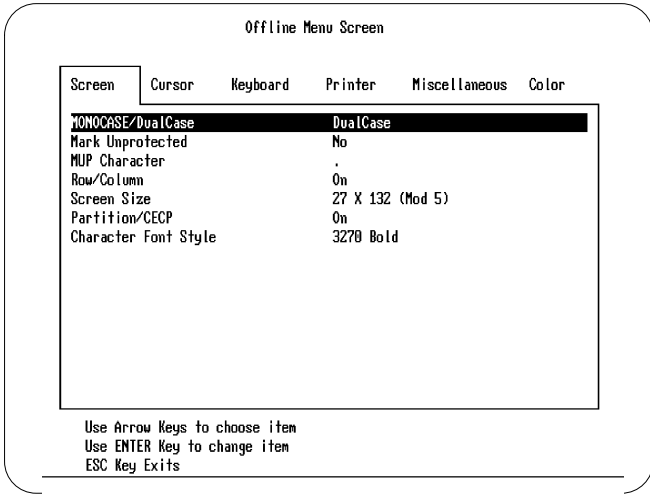 Offline Menu Screen
Screen Cursor Keyboard Printer Miscellaneous Color
MONOCASE/DualCase DualCase
Mark Unprotected No
MUP Character .
Row/Column On
Screen Size 27 X 132 (Mod 5)
Partition/CECP On
Character Font Style 3270 Bold
Use Arrow Keys to choose item
Use ENTER Key to change item
ESC Key Exits